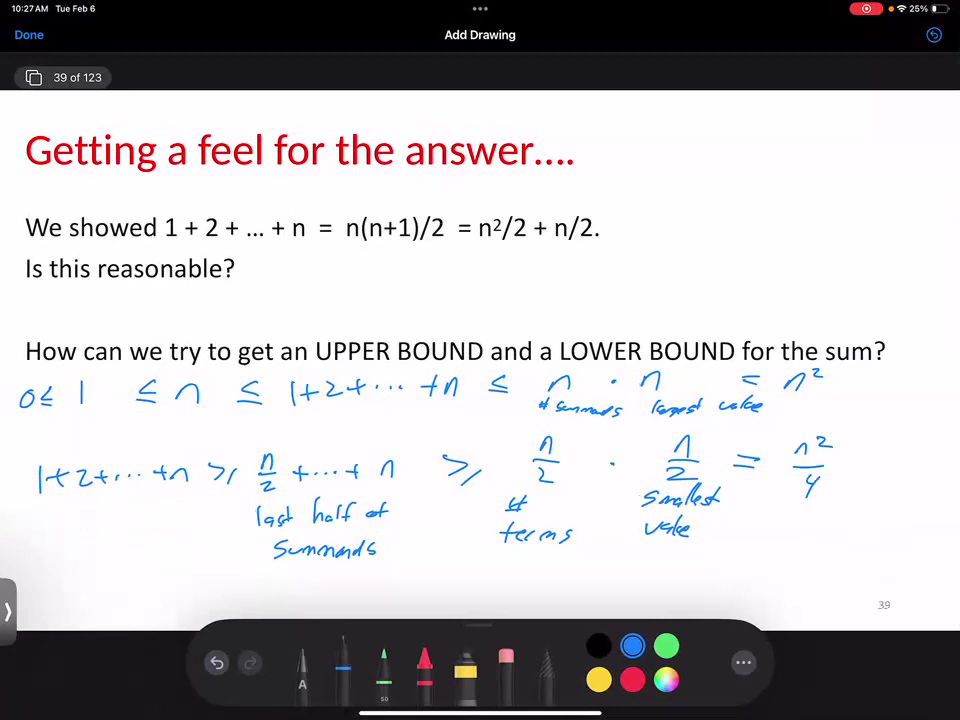 10:27 AM Tue Feb 6
25%
Done
Add Drawing
39 of 123
Getting a feel for the answer....
We showed 1 + 2 + ... + n = n(n+1)/2 = n²/2 + n/2.
Is this reasonable?
How can we try to get an UPPER BOUND and a LOWER BOUND for the sum?
0 ≤ 1 ≤ n ≤ 1+2+...+n ≤ n · n = n²
# summands largest value
1+2+...+n ≥ n/2 +...+ n ≥ n/2 · n/2 = n²/4
last half of summands
# terms
smallest value
39
A
50